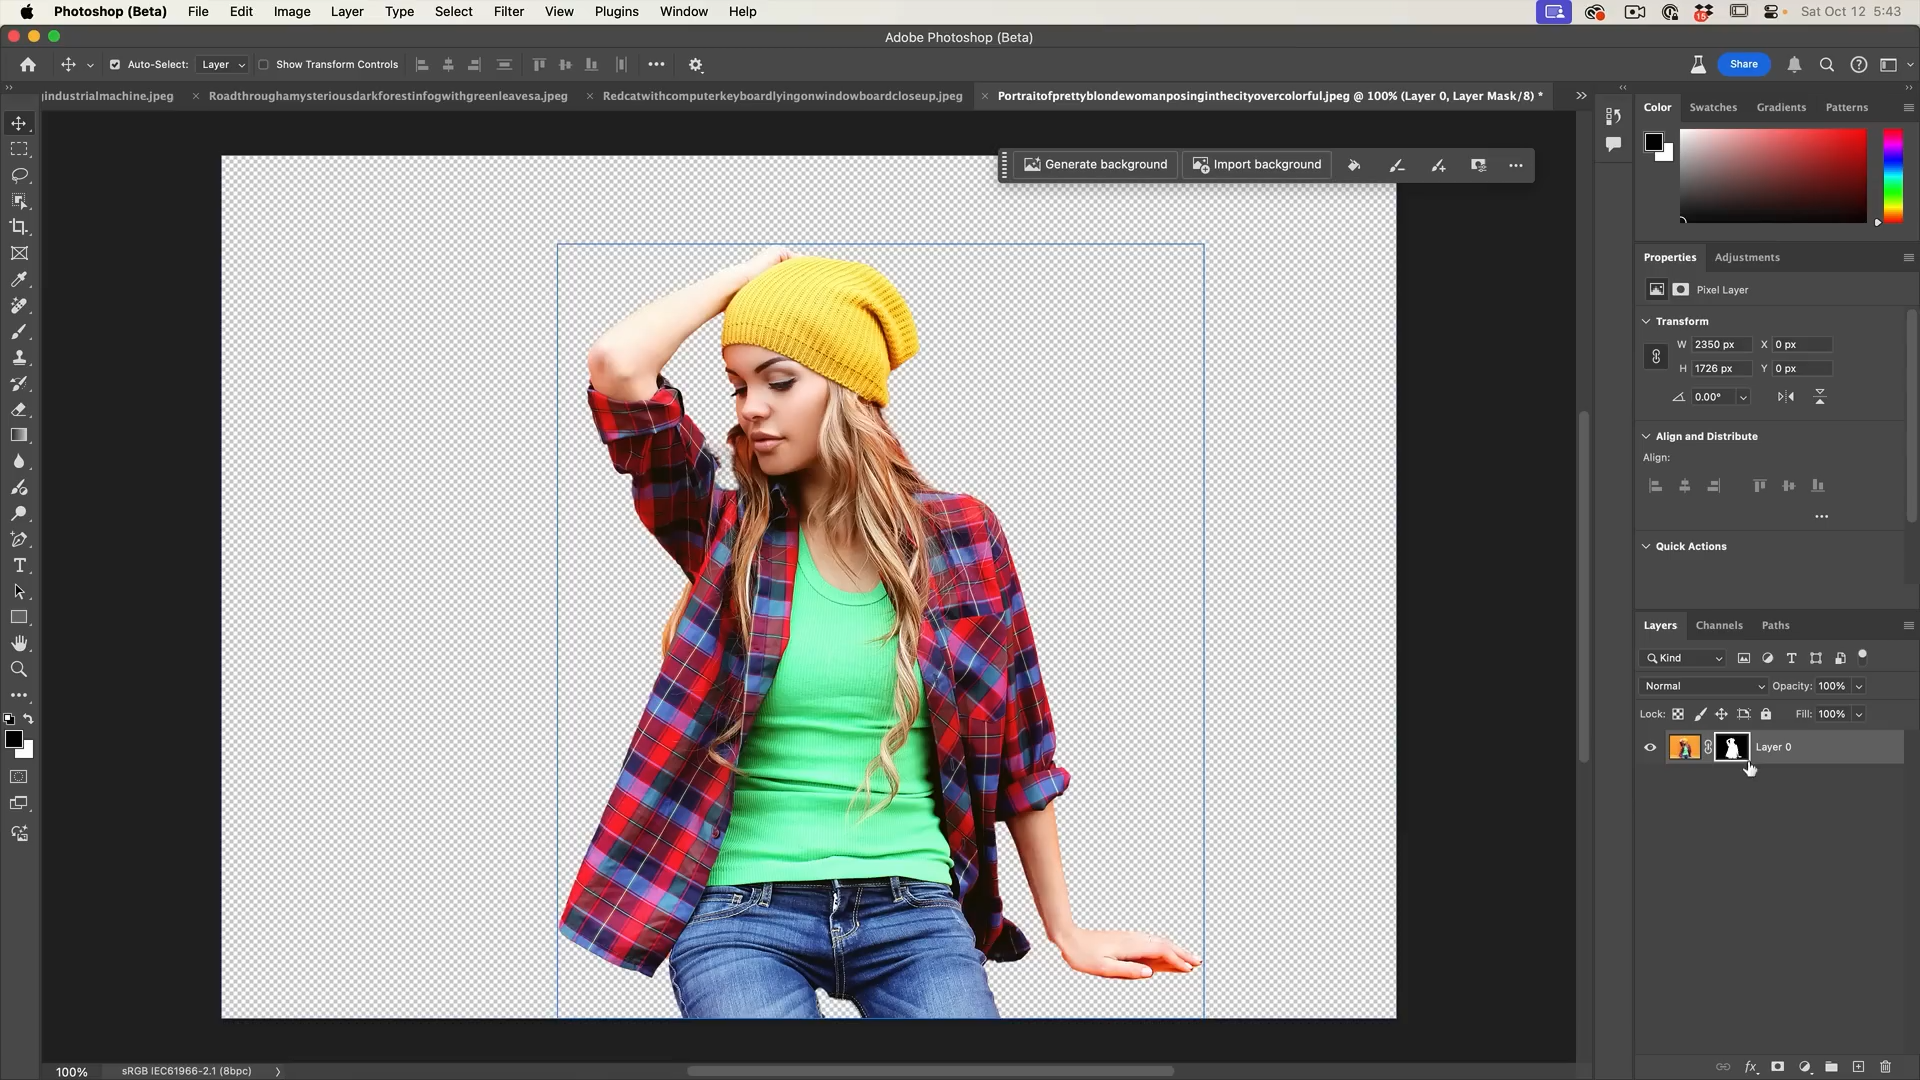 Photoshop (Beta) File Edit Image Layer Type Select Filter View Plugins Window Help Sat Oct 12 5:43
Adobe Photoshop (Beta)
Auto-Select: Layer Show Transform Controls Share
industrialmachine.jpeg Roadthroughamysteriousdarkforestinfogwithgreenleavesa.jpeg Redcatwithcomputerkeyboardlyingonwindowboardcloseup.jpeg Portraitofprettyblondewomanposinginthecityovercolorful.jpeg @ 100% (Layer 0, Layer Mask/8) *
Color Swatches Gradients Patterns
Generate background Import background
Properties Adjustments
Pixel Layer
Transform
W 2350 px X 0 px
H 1726 px Y 0 px
0.00°
Align and Distribute
Align:
Quick Actions
Layers Channels Paths
Kind
Normal Opacity: 100%
Lock: Fill: 100%
Layer 0
100% sRGB IEC61966-2.1 (8bpc)